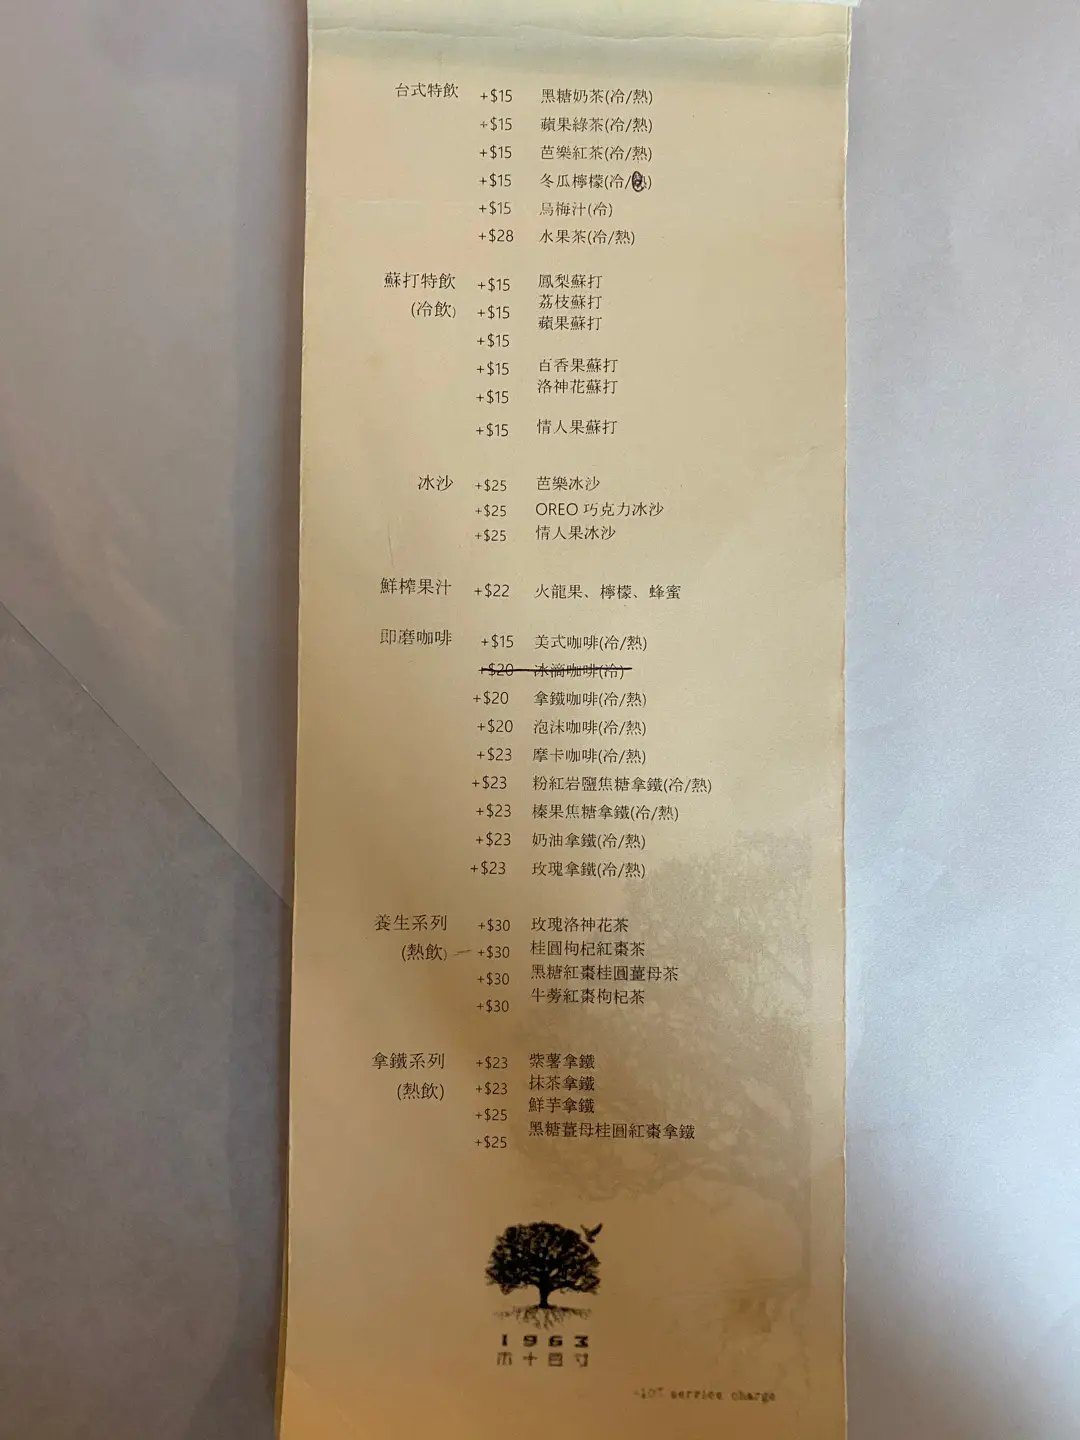 台式特飲 +$15 黑糖奶茶(冷/熱)
+$15 蘋果綠茶(冷/熱)
+$15 芭樂紅茶(冷/熱)
+$15 冬瓜檸檬(冷/熱)
+$15 烏梅汁(冷)
+$28 水果茶(冷/熱)
蘇打特飲 +$15 鳳梨蘇打
(冷飲) +$15 荔枝蘇打
+$15 蘋果蘇打
+$15 百香果蘇打
+$15 洛神花蘇打
+$15 情人果蘇打
冰沙 +$25 芭樂冰沙
+$25 OREO 巧克力冰沙
+$25 情人果冰沙
鮮榨果汁 +$22 火龍果、檸檬、蜂蜜
即磨咖啡 +$15 美式咖啡(冷/熱)
+$20 冰滴咖啡(冷)
+$20 拿鐵咖啡(冷/熱)
+$20 泡沫咖啡(冷/熱)
+$23 摩卡咖啡(冷/熱)
+$23 粉紅岩鹽焦糖拿鐵(冷/熱)
+$23 榛果焦糖拿鐵(冷/熱)
+$23 奶油拿鐵(冷/熱)
+$23 玫瑰拿鐵(冷/熱)
養生系列 +$30 玫瑰洛神花茶
(熱飲) +$30 桂圓枸杞紅棗茶
+$30 黑糖紅棗桂圓薑母茶
+$30 牛蒡紅棗枸杞茶
拿鐵系列 +$23 紫薯拿鐵
(熱飲) +$23 抹茶拿鐵
+$25 鮮芋拿鐵
+$25 黑糖薑母桂圓紅棗拿鐵
1963
service charge